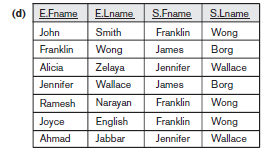 (d) E.Fname E.Lname S.Fname S.Lname
John Smith Franklin Wong
Franklin Wong James Borg
Alicia Zelaya Jennifer Wallace
Jennifer Wallace James Borg
Ramesh Narayan Franklin Wong
Joyce English Franklin Wong
Ahmad Jabbar Jennifer Wallace